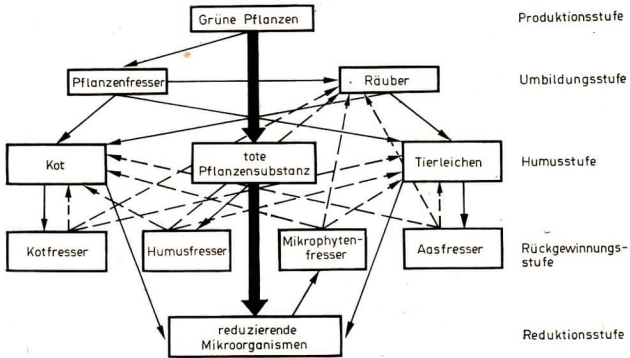 Grüne Pflanzen
Produktionsstufe
Pflanzenfresser
Räuber
Umbildungsstufe
Kot
tote
Pflanzensubstanz
Tierleichen
Humusstufe
Kotfresser
Humusfresser
Mikrophyten-
fresser
Aasfresser
Rückgewinnungs-
stufe
reduzierende
Mikroorganismen
Reduktionsstufe